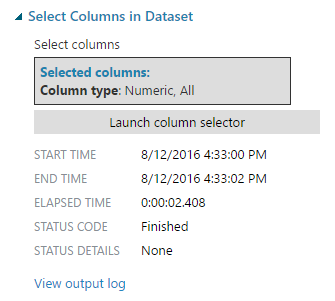 Select Columns in Dataset
Select columns
Selected columns:
Column type: Numeric, All
Launch column selector
START TIME 8/12/2016 4:33:00 PM
END TIME 8/12/2016 4:33:02 PM
ELAPSED TIME 0:00:02.408
STATUS CODE Finished
STATUS DETAILS None
View output log